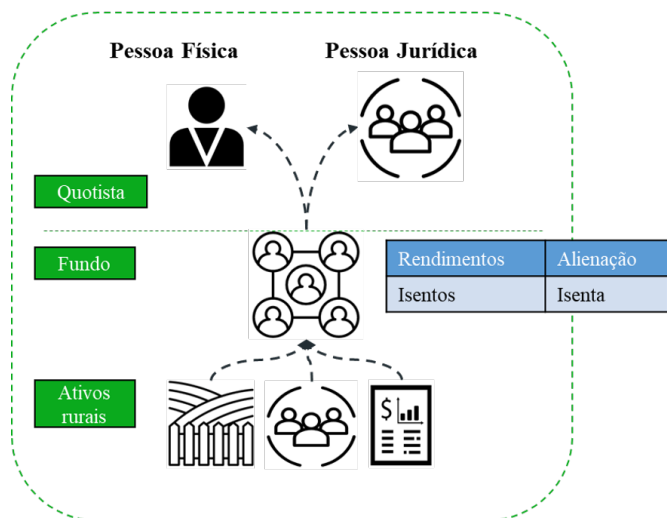 Pessoa Física
Pessoa Jurídica
Quotista
Fundo
Rendimentos
Alienação
Isentos
Isenta
Ativos
rurais
$